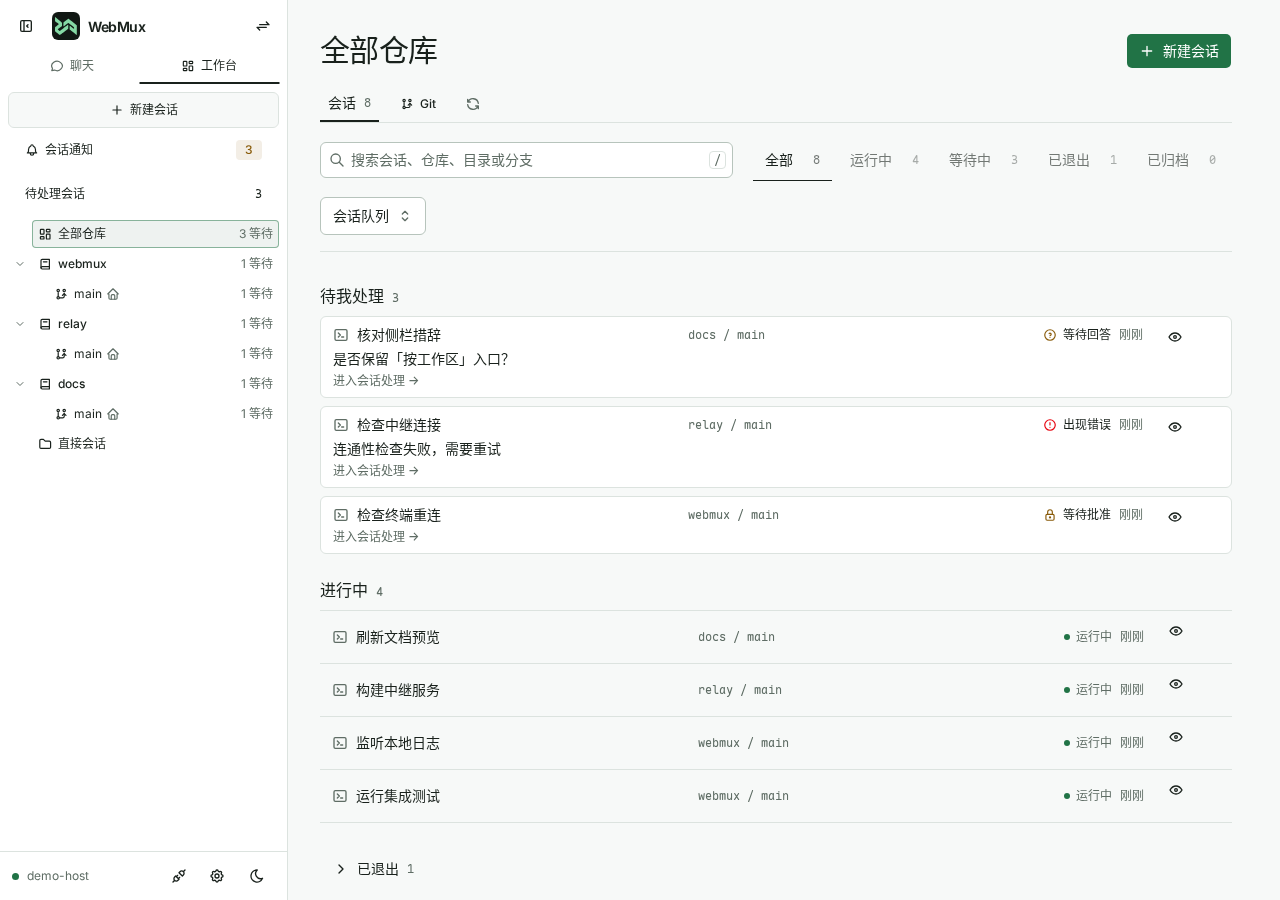 WebMux
聊天
工作台
新建会话
会话通知 3
待处理会话 3
全部仓库 3 等待
webmux 1 等待
main 1 等待
relay 1 等待
main 1 等待
docs 1 等待
main 1 等待
直接会话
demo-host
全部仓库
新建会话
会话 8
Git
搜索会话、仓库、目录或分支 /
全部 8
运行中 4
等待中 3
已退出 1
已归档 0
会话队列
待我处理 3
核对侧栏措辞 docs / main 等待回答 刚刚
是否保留「按工作区」入口？
进入会话处理 →
检查中继连接 relay / main 出现错误 刚刚
连通性检查失败，需要重试
进入会话处理 →
检查终端重连 webmux / main 等待批准 刚刚
进入会话处理 →
进行中 4
刷新文档预览 docs / main 运行中 刚刚
构建中继服务 relay / main 运行中 刚刚
监听本地日志 webmux / main 运行中 刚刚
运行集成测试 webmux / main 运行中 刚刚
已退出 1